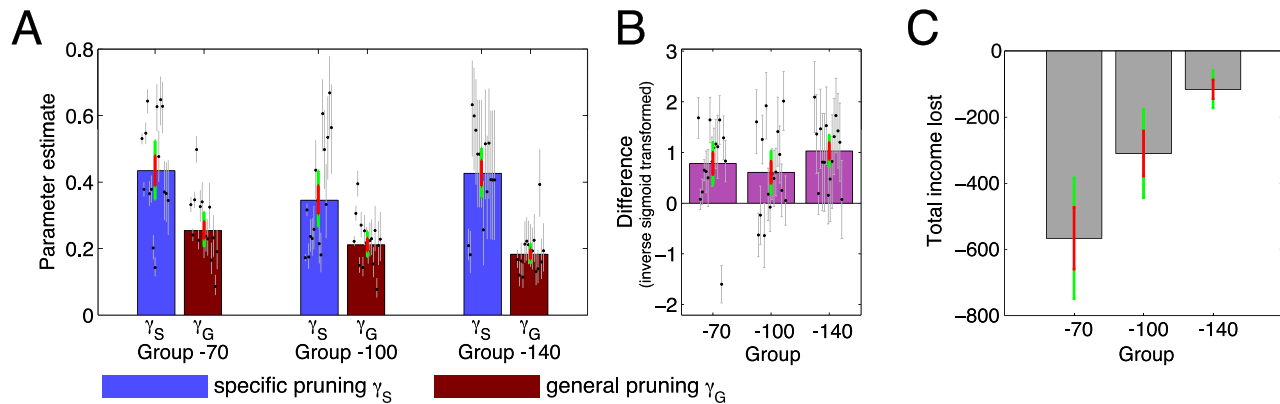 A
Parameter estimate
0.8
0.6
0.4
0.2
0
γS γG
Group -70
γS γG
Group -100
γS γG
Group -140
specific pruning γS
general pruning γG
B
Difference
(inverse sigmoid transformed)
3
2
1
0
−1
−2
-70
-100
-140
Group
C
Total income lost
0
−200
−400
−600
−800
-70
-100
-140
Group